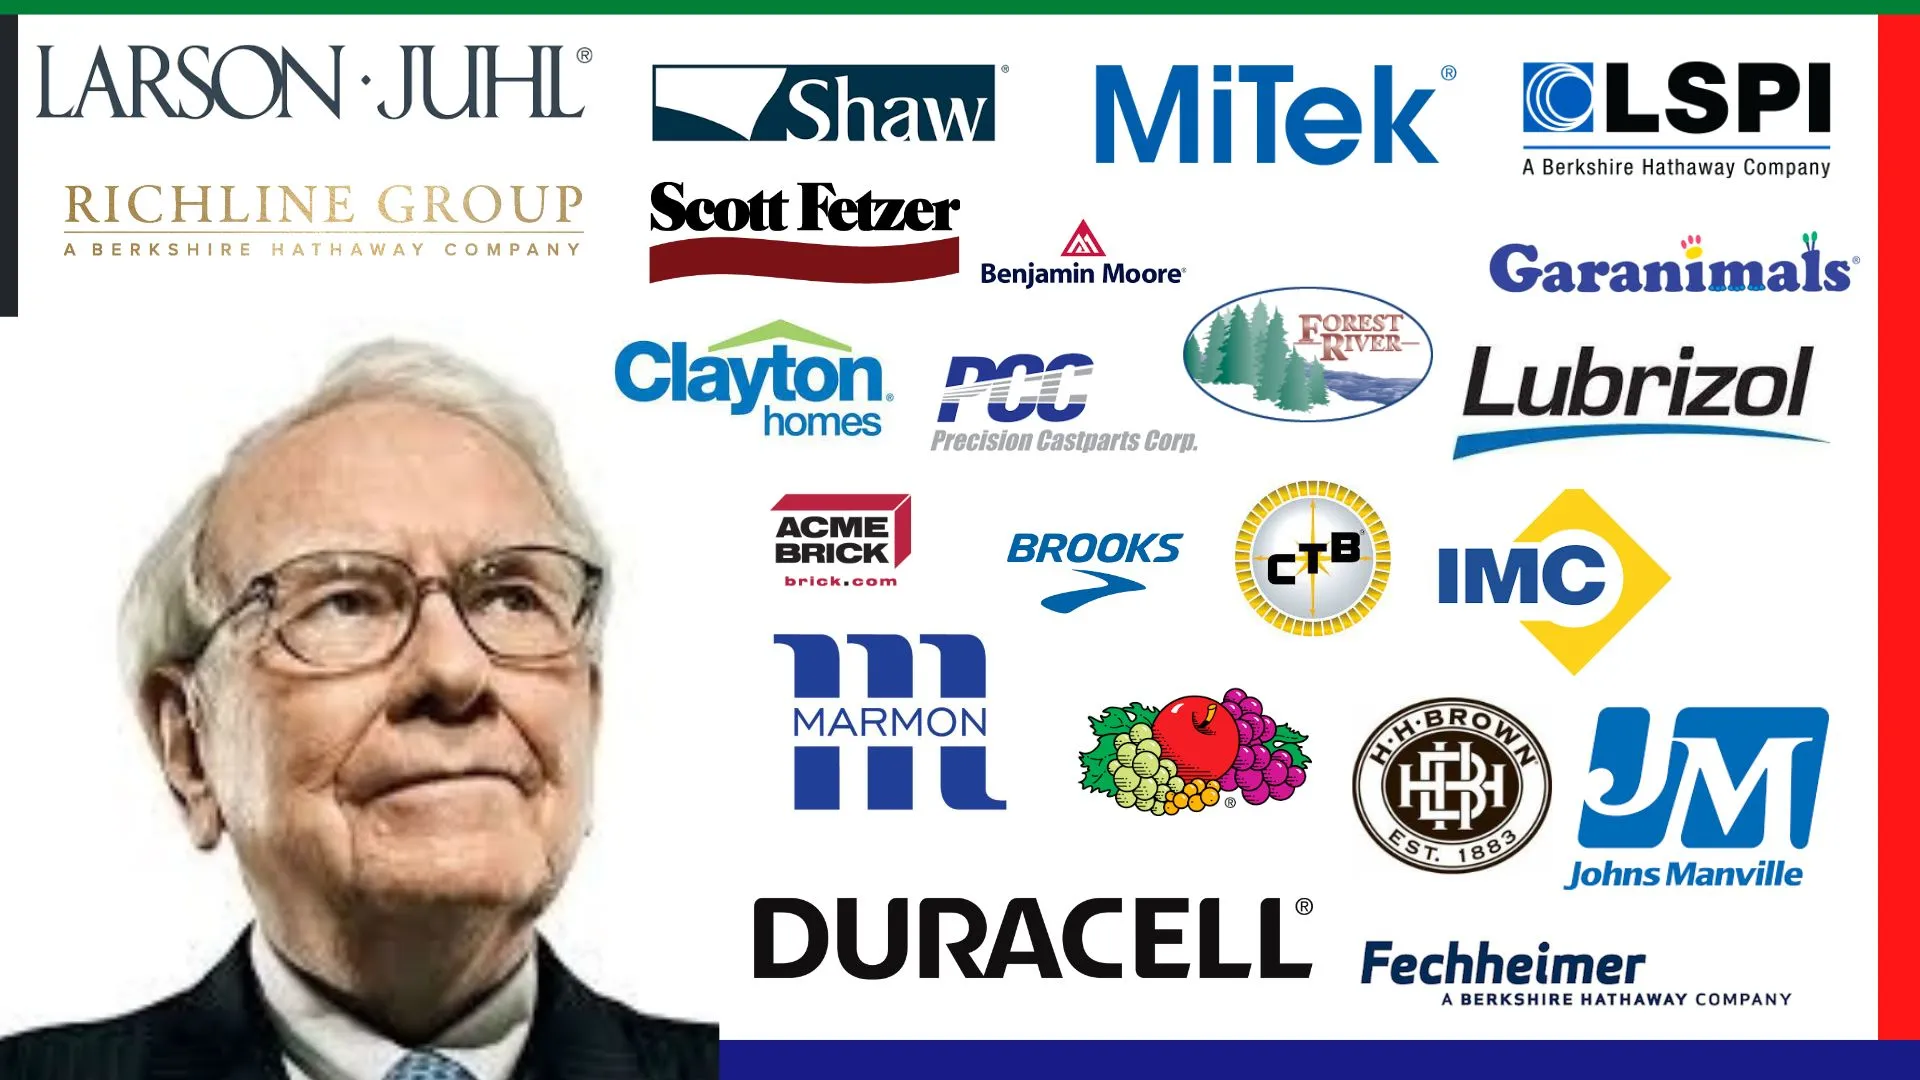 LARSON·JUHL®
Shaw®
MiTek®
LSPI
A Berkshire Hathaway Company
RICHLINE GROUP
A BERKSHIRE HATHAWAY COMPANY
Scott Fetzer
Benjamin Moore®
Garanimals®
Clayton®
homes
PCC
Precision Castparts Corp.
FOREST
RIVER
Lubrizol
ACME
BRICK
brick.com
BROOKS
CTB®
IMC
MARMON
®
H·H·BROWN
HHB
EST. 1883
JM
Johns Manville
DURACELL®
Fechheimer
A BERKSHIRE HATHAWAY COMPANY